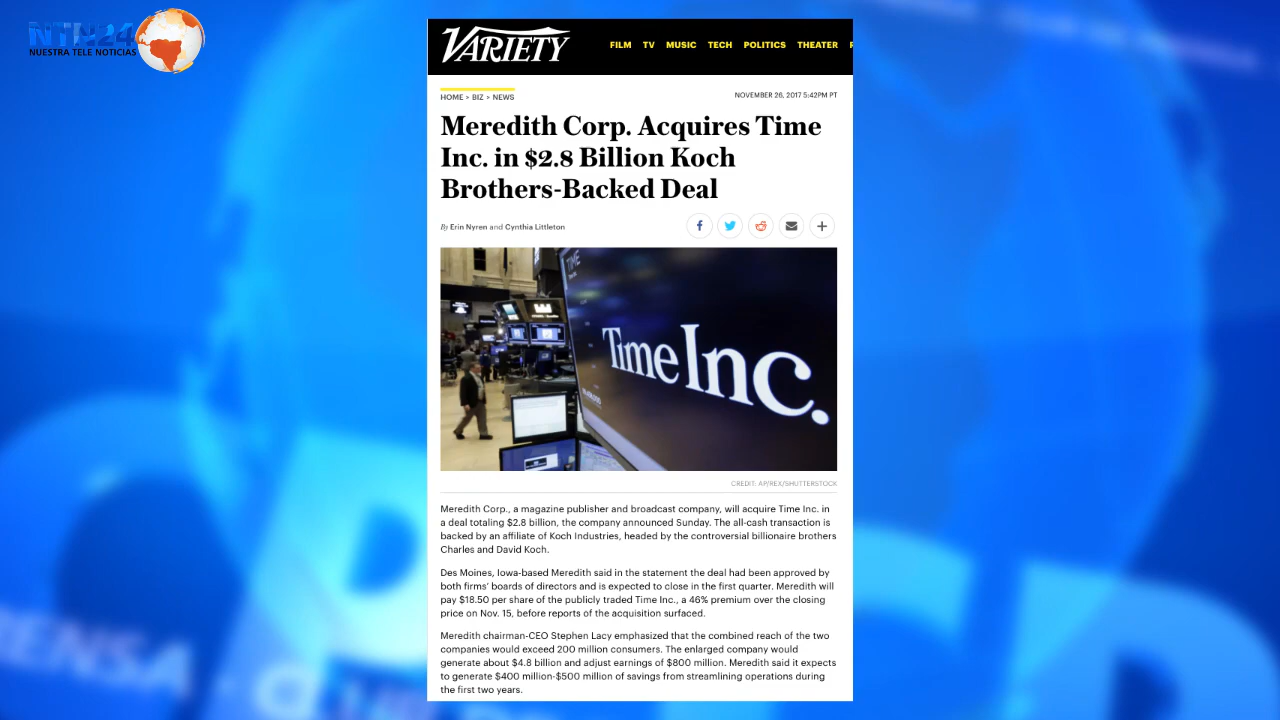 NTN24
NUESTRA TELE NOTICIAS
VARIETY
FILM TV MUSIC TECH POLITICS THEATER
HOME > BIZ > NEWS
NOVEMBER 26, 2017 5:42PM PT
Meredith Corp. Acquires Time
Inc. in $2.8 Billion Koch
Brothers-Backed Deal
By Erin Nyren and Cynthia Littleton
TIME
Time Inc.
CREDIT: AP/REX/SHUTTERSTOCK
Meredith Corp., a magazine publisher and broadcast company, will acquire Time Inc. in
a deal totaling $2.8 billion, the company announced Sunday. The all-cash transaction is
backed by an affiliate of Koch Industries, headed by the controversial billionaire brothers
Charles and David Koch.
Des Moines, Iowa-based Meredith said in the statement the deal had been approved by
both firms' boards of directors and is expected to close in the first quarter. Meredith will
pay $18.50 per share of the publicly traded Time Inc., a 46% premium over the closing
price on Nov. 15, before reports of the acquisition surfaced.
Meredith chairman-CEO Stephen Lacy emphasized that the combined reach of the two
companies would exceed 200 million consumers. The enlarged company would
generate about $4.8 billion and adjust earnings of $800 million. Meredith said it expects
to generate $400 million-$500 million of savings from streamlining operations during
the first two years.